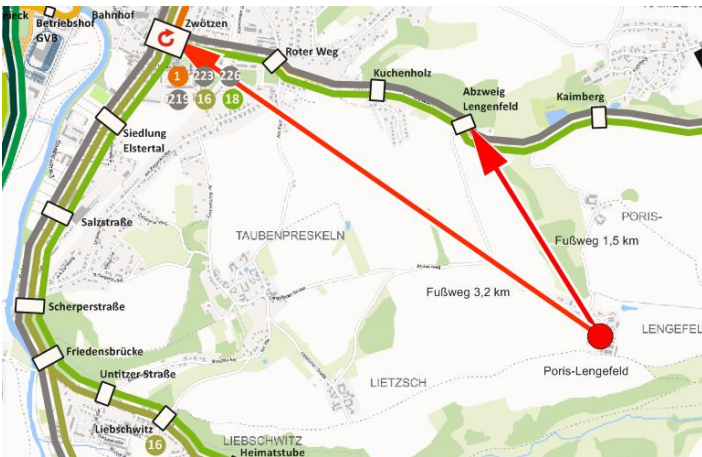 Bahnhof
Zwötzen
Betriebshof
GVB
1
223
226
219
16
18
Roter Weg
Kuchenholz
Abzweig
Lengenfeld
Kaimberg
Siedlung
Elstertal
Salzstraße
TAUBENPRESKELN
PORIS-
Fußweg 1,5 km
Fußweg 3,2 km
Scherperstraße
LENGEFEL
Friedensbrücke
Poris-Lengefeld
Untitzer Straße
LIETZSCH
Liebschwitz
16
LIEBSCHWITZ
Heimatstube